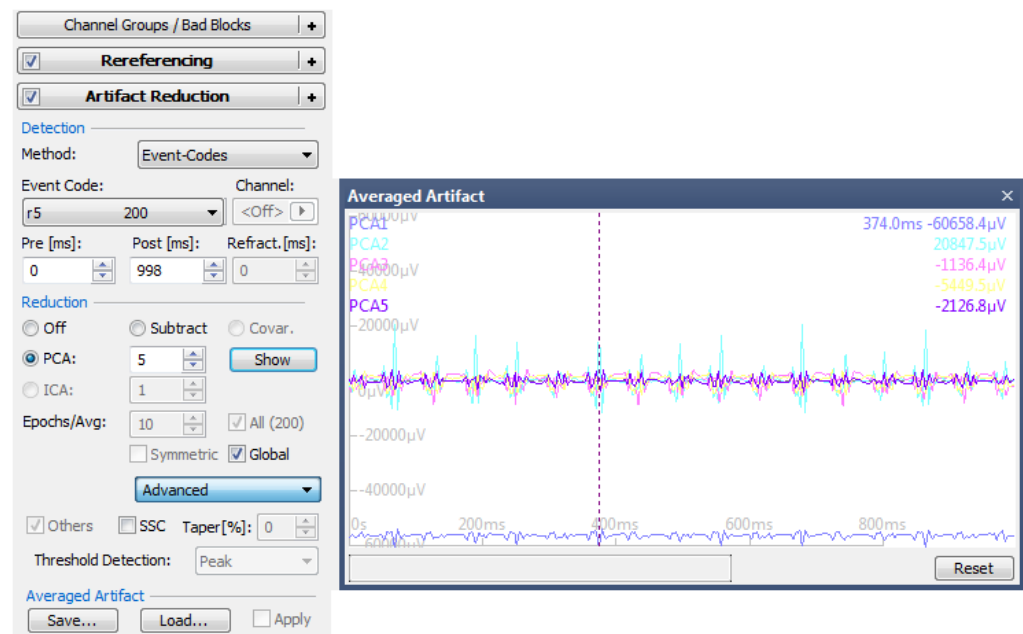 Channel Groups / Bad Blocks +
Rereferencing +
Artifact Reduction +
Detection
Method: Event-Codes
Event Code: Channel:
r5 200 <Off>
Pre [ms]: Post [ms]: Refract.[ms]:
0 998 0
Reduction
Off Subtract Covar.
PCA: 5 Show
ICA: 1
Epochs/Avg: 10 All (200)
Symmetric Global
Advanced
Others SSC Taper[%]: 0
Threshold Detection: Peak
Averaged Artifact
Save... Load... Apply
Averaged Artifact ×
60000µV
PCA1 374.0ms -60658.4µV
PCA2 20847.5µV
PCA3 -1136.4µV
40000µV
PCA4 -5449.5µV
PCA5 -2126.8µV
20000µV
0µV
-20000µV
-40000µV
0s 200ms 400ms 600ms 800ms
-60000µV
Reset